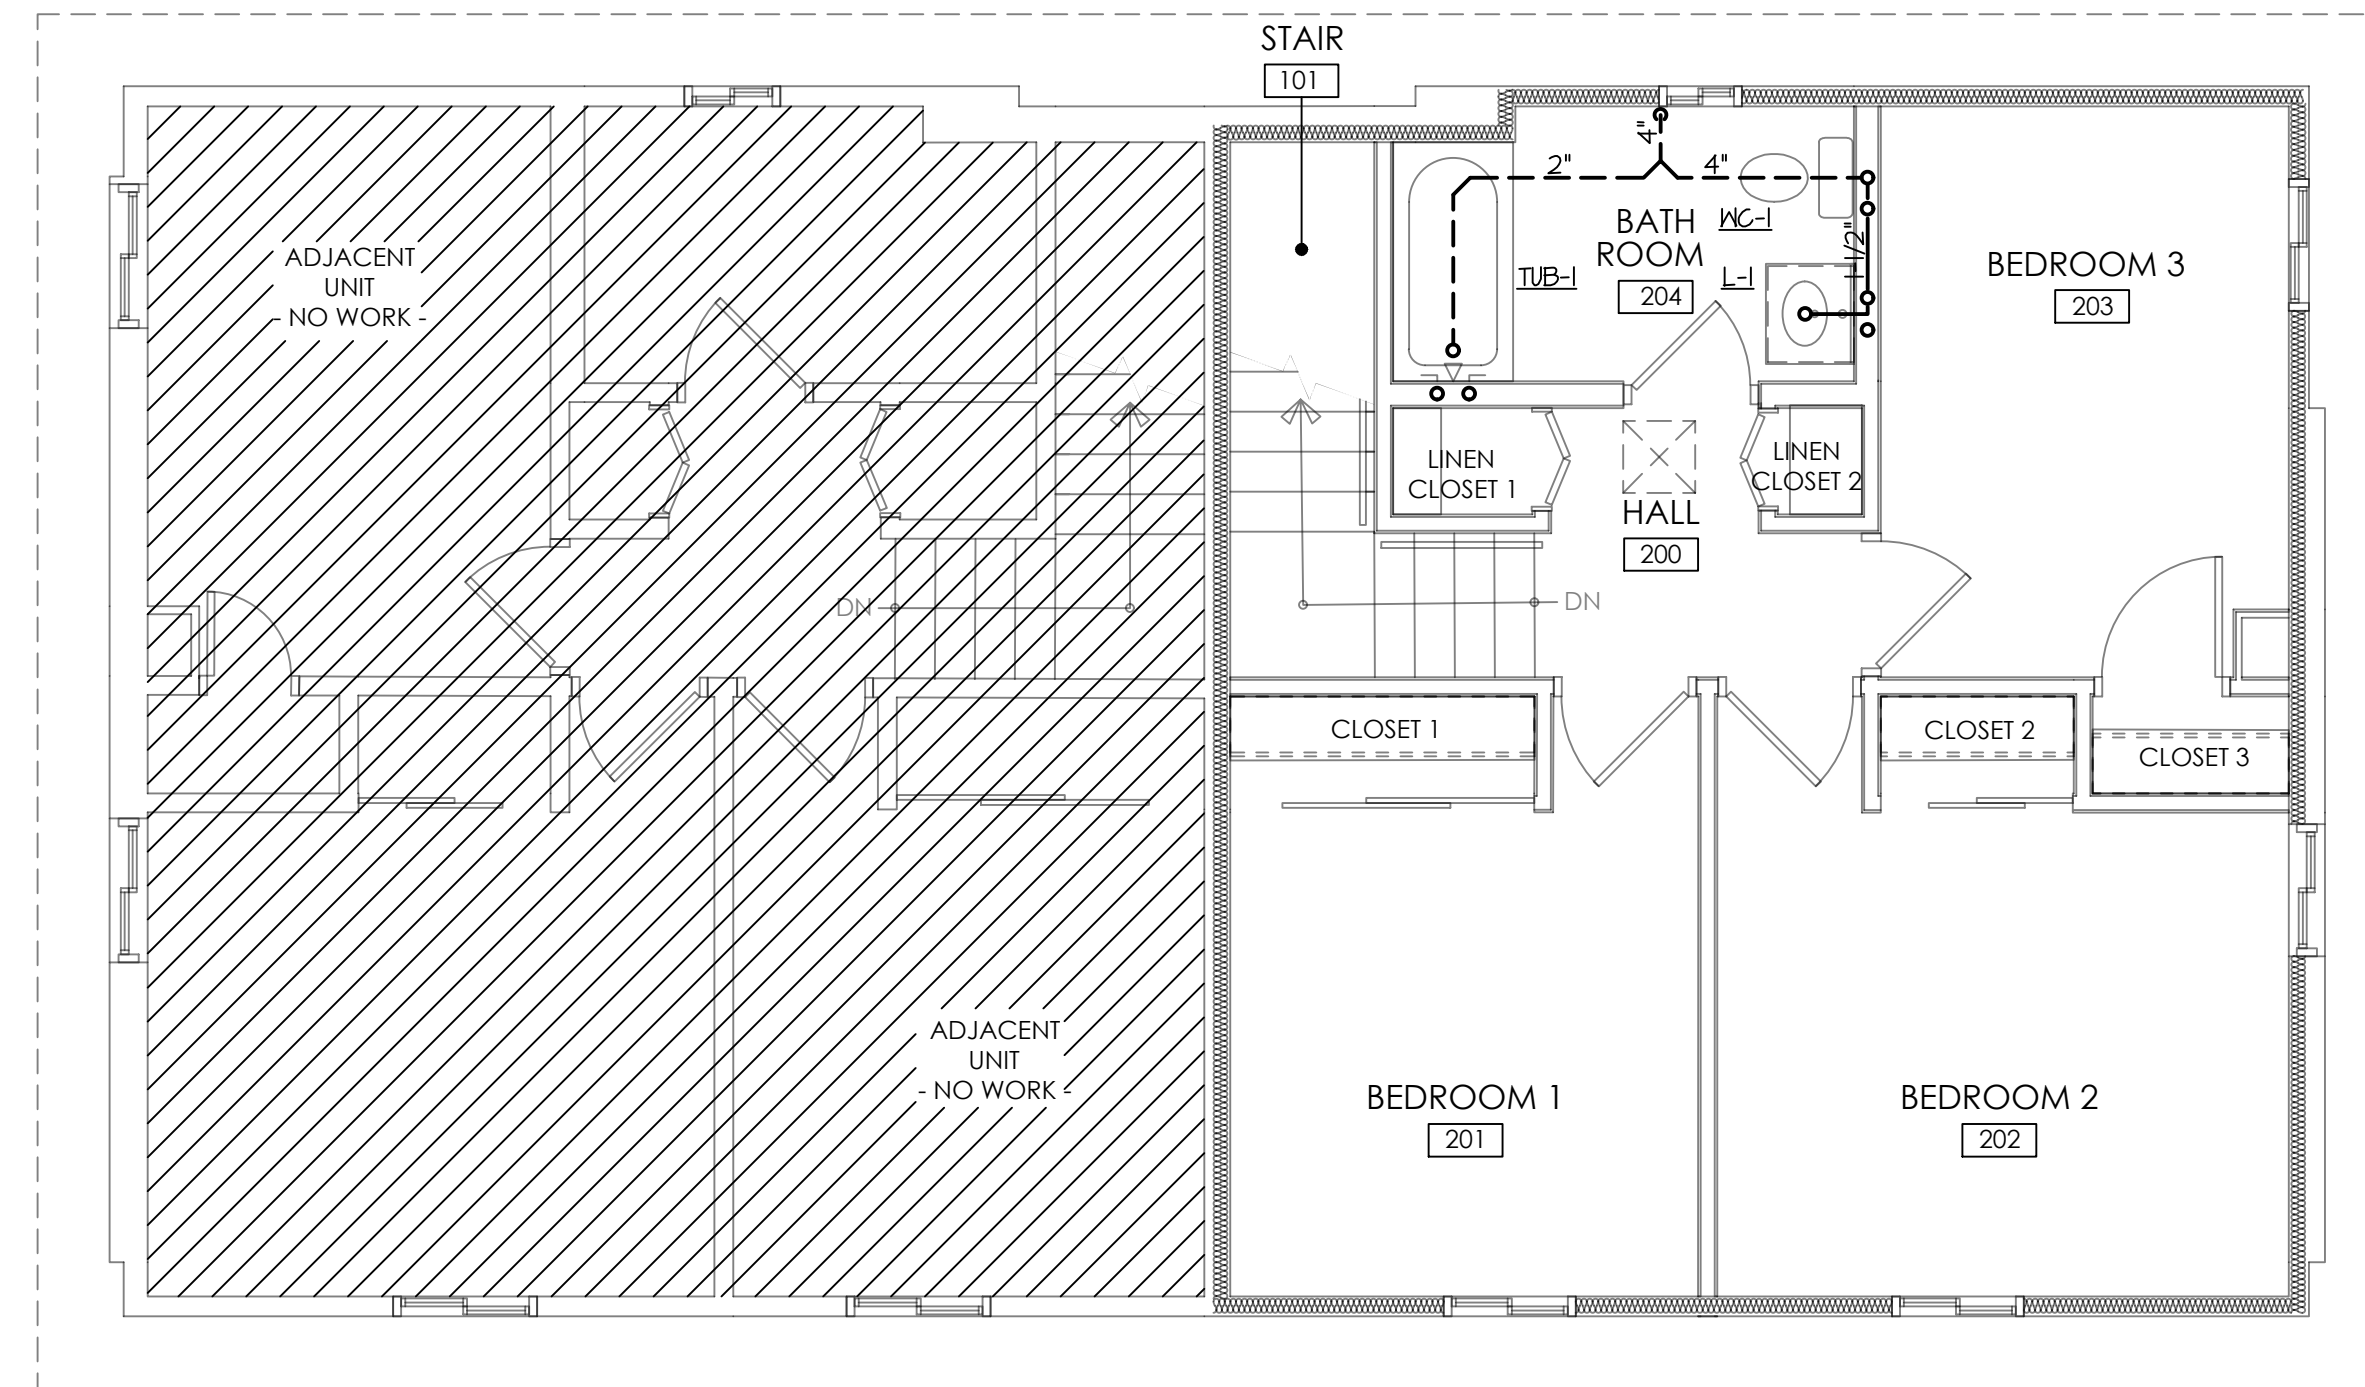 STAIR
101
4"
2"
4"
BATH
ROOM
204
WC-1
1-1/2"
TUB-1
L-1
BEDROOM 3
203
ADJACENT
UNIT
- NO WORK -
LINEN
CLOSET 1
LINEN
CLOSET 2
HALL
200
DN
DN
CLOSET 1
CLOSET 2
CLOSET 3
ADJACENT
UNIT
- NO WORK -
BEDROOM 1
201
BEDROOM 2
202